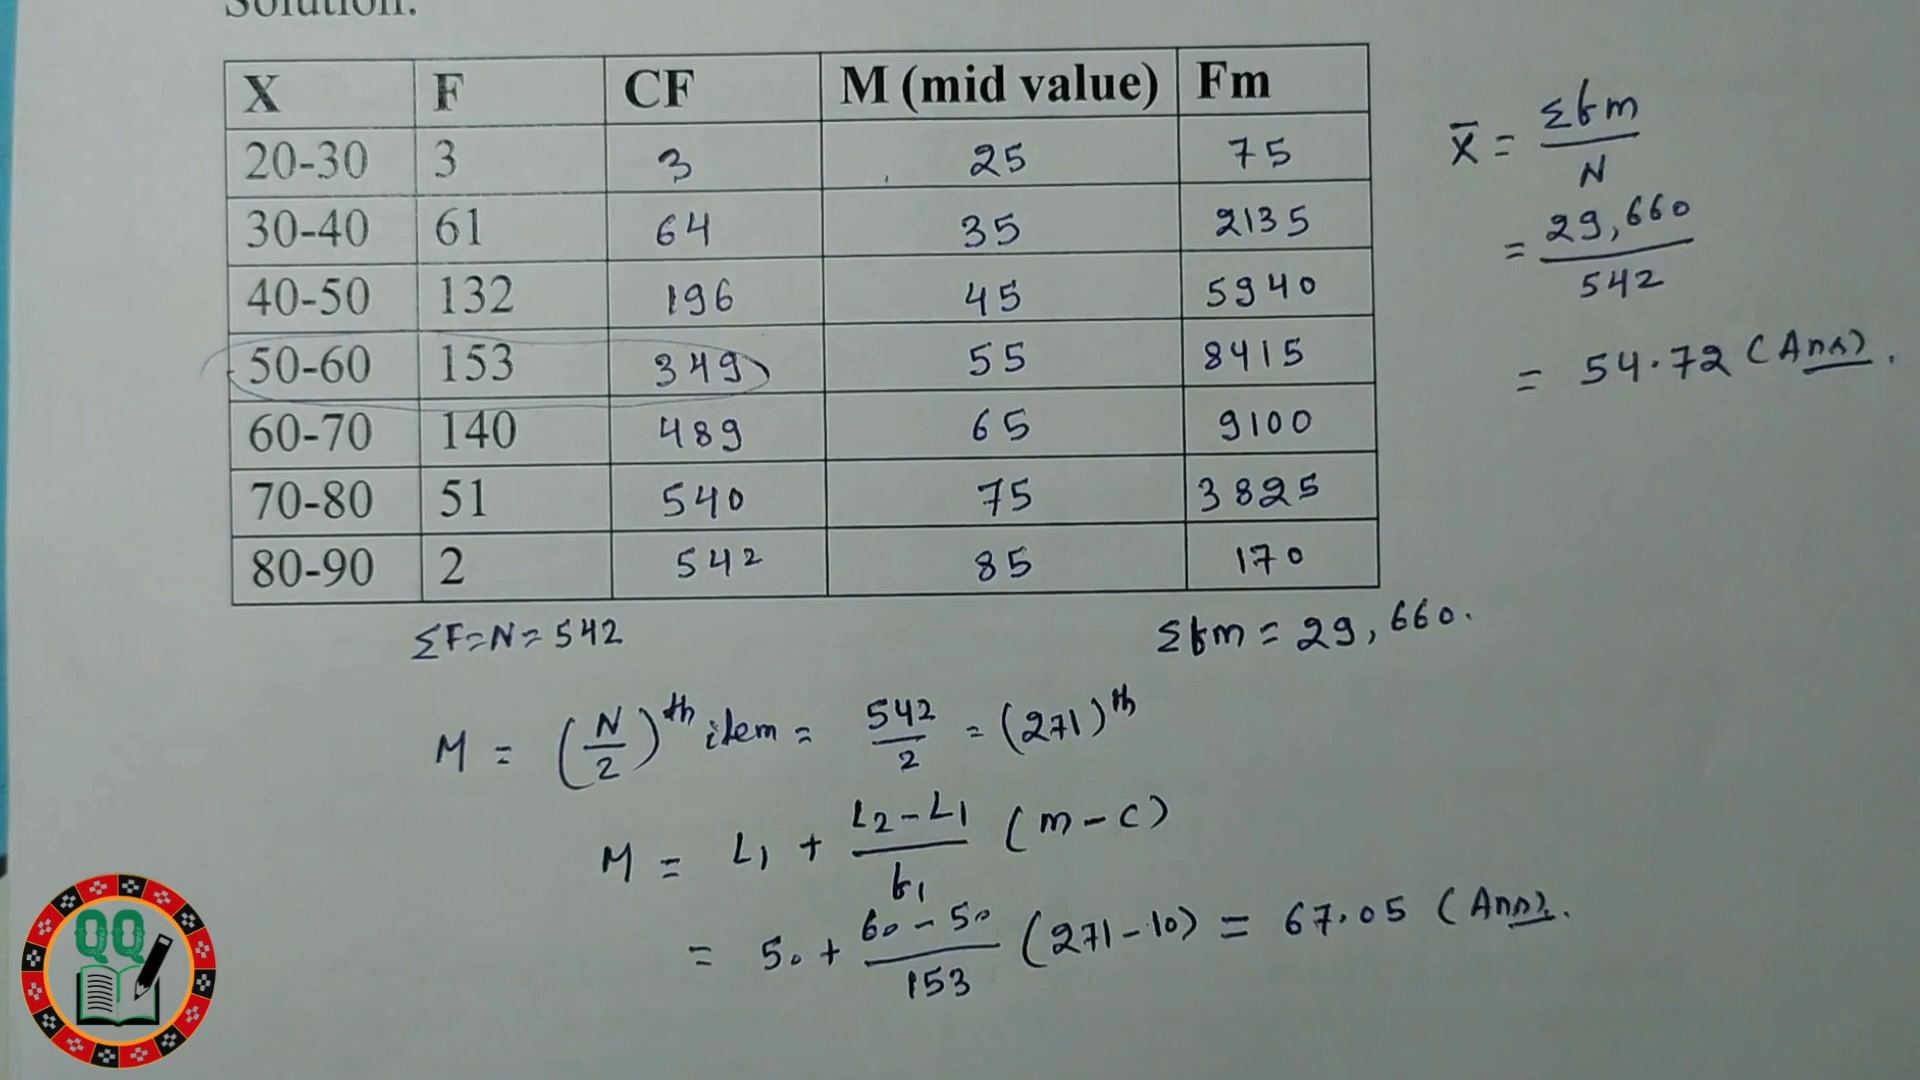 Solution:
X F CF M (mid value) Fm
20-30 3 3 25 75
30-40 61 64 35 2135
40-50 132 196 45 5940
50-60 153 349 55 8415
60-70 140 489 65 9100
70-80 51 540 75 3825
80-90 2 542 85 170
ΣF=N=542 Σfm = 29,660.
X̄ = Σfm / N
= 29,660 / 542
= 54.72 (Ans).
M = (N/2)th item = 542/2 = (271)th
M = L1 + L2-L1 / f1 (m-c)
= 50 + 60-50 / 153 (271-10) = 67.05 (Ans).
QQ